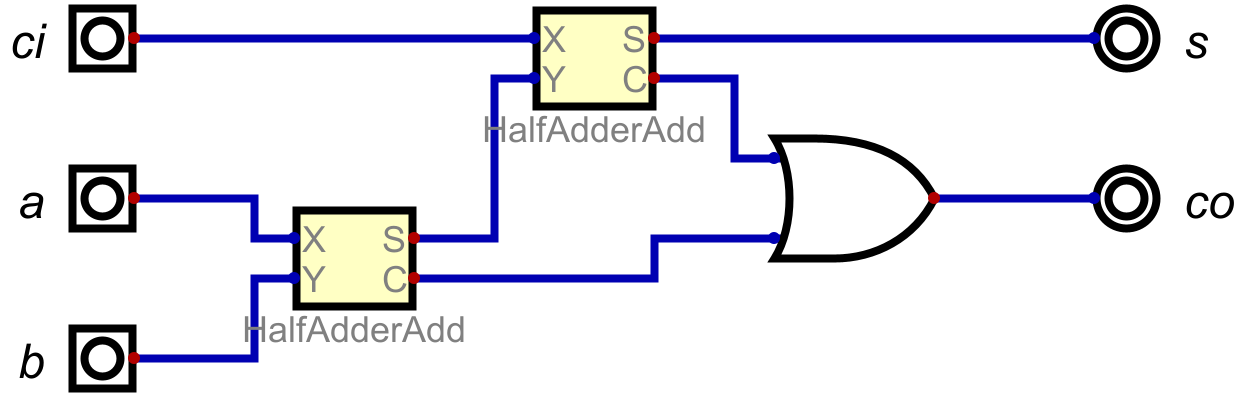 ci
X S
Y C
HalfAdderAdd
s
a
X S
Y C
HalfAdderAdd
co
b